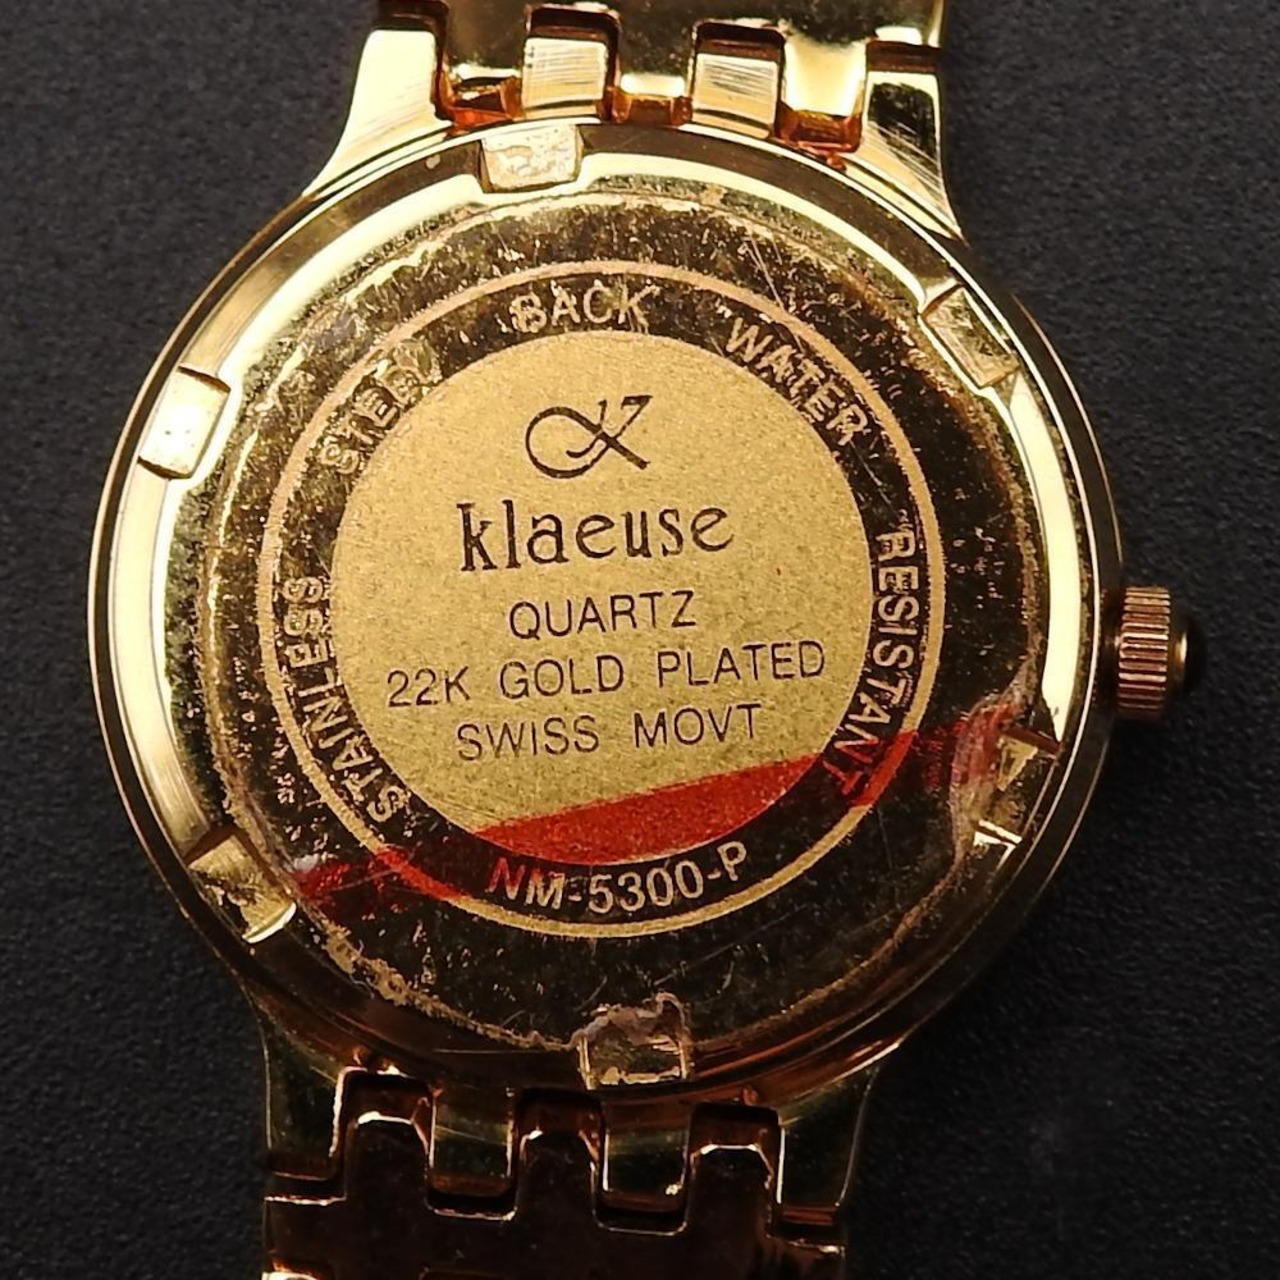 STAINLESS STEEL BACK WATER RESISTANT
klaeuse
QUARTZ
22K GOLD PLATED
SWISS MOVT
NM-5300-P